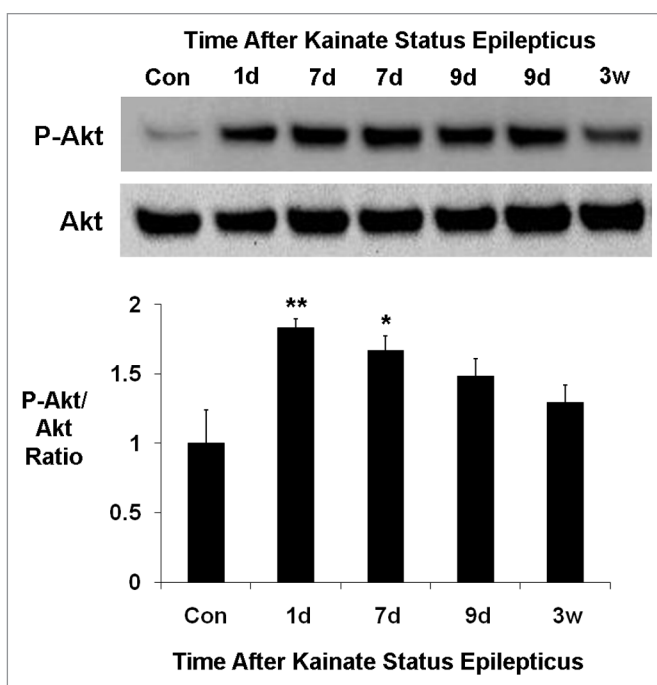 Time After Kainate Status Epilepticus
Con 1d 7d 7d 9d 9d 3w
P-Akt
Akt
2
1.5
1
0.5
0
P-Akt/
Akt
Ratio
** *
Con 1d 7d 9d 3w
Time After Kainate Status Epilepticus